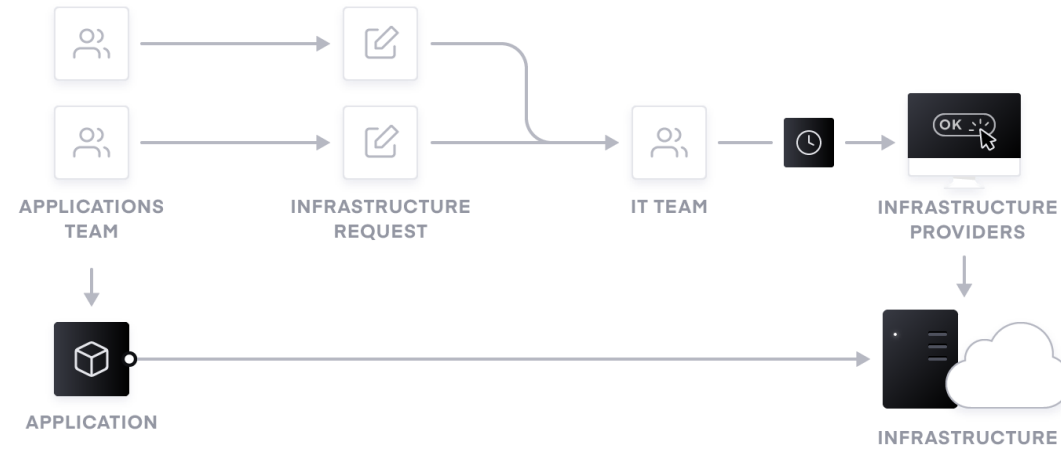 OK
APPLICATIONS
TEAM
INFRASTRUCTURE
REQUEST
IT TEAM
INFRASTRUCTURE
PROVIDERS
APPLICATION
INFRASTRUCTURE